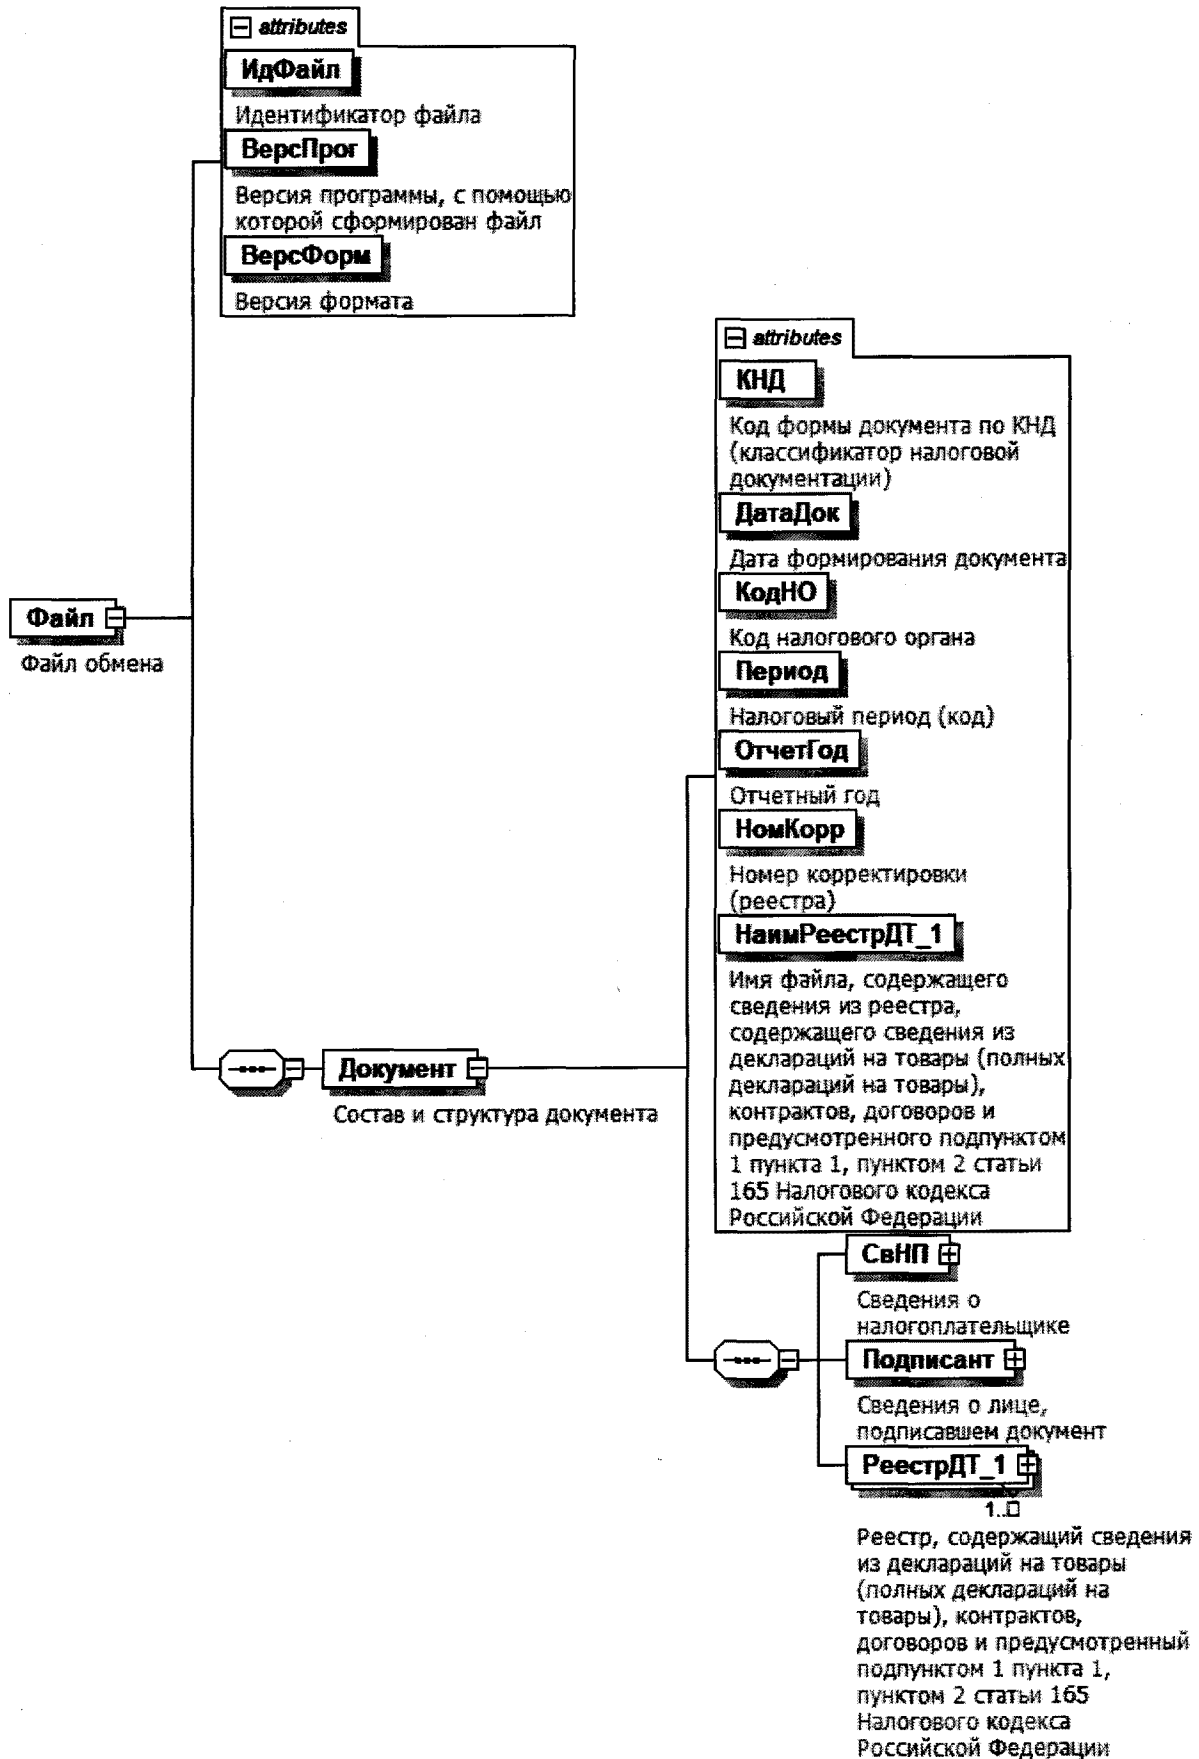 attributes
ИдФайл
Идентификатор файла
ВерсПрог
Версия программы, с помощью
которой сформирован файл
ВерсФорм
Версия формата
Файл
Файл обмена
Документ
Состав и структура документа
attributes
КНД
Код формы документа по КНД
(классификатор налоговой
документации)
ДатаДок
Дата формирования документа
КодНО
Код налогового органа
Период
Налоговый период (код)
ОтчетГод
Отчетный год
НомКорр
Номер корректировки
(реестра)
НаимРеестрДТ_1
Имя файла, содержащего
сведения из реестра,
содержащего сведения из
деклараций на товары (полных
деклараций на товары),
контрактов, договоров и
предусмотренного подпунктом
1 пункта 1, пунктом 2 статьи
165 Налогового кодекса
Российской Федерации
СвНП
Сведения о
налогоплательщике
Подписант
Сведения о лице,
подписавшем документ
РеестрДТ_1
1..□
Реестр, содержащий сведения
из деклараций на товары
(полных деклараций на
товары), контрактов,
договоров и предусмотренный
подпунктом 1 пункта 1,
пунктом 2 статьи 165
Налогового кодекса
Российской Федерации